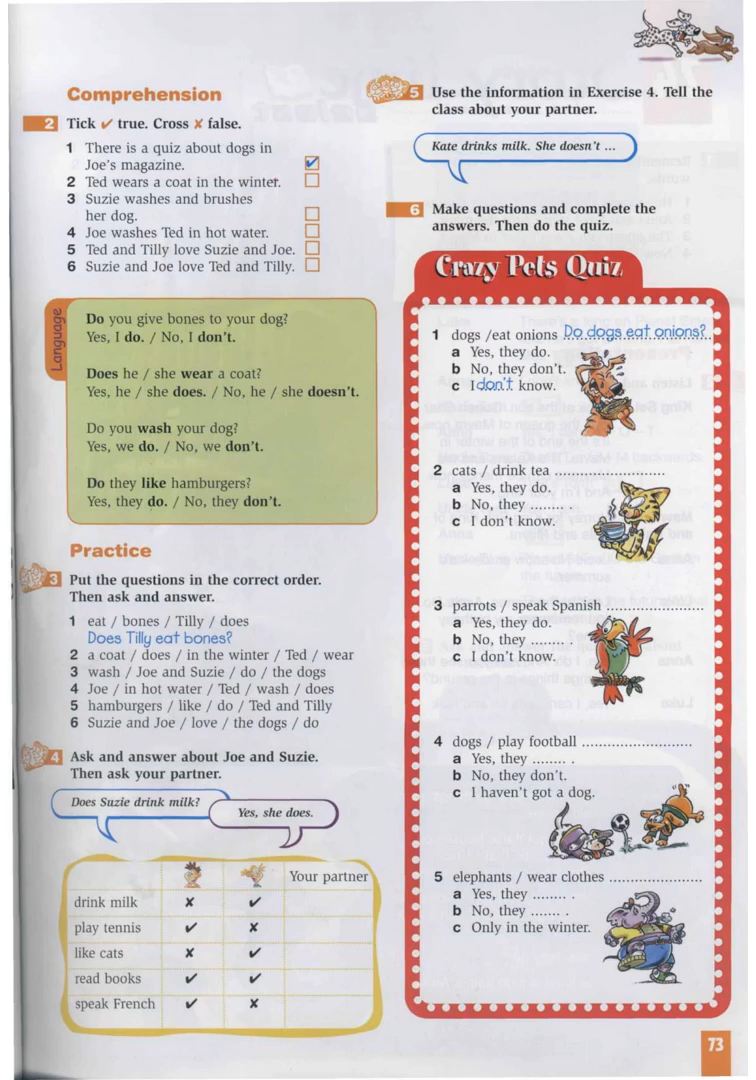 Comprehension
2 Tick ✔ true. Cross ✘ false.
1 There is a quiz about dogs in
Joe's magazine. ✔
2 Ted wears a coat in the winter.
3 Suzie washes and brushes
her dog.
4 Joe washes Ted in hot water.
5 Ted and Tilly love Suzie and Joe.
6 Suzie and Joe love Ted and Tilly.
Language
Do you give bones to your dog?
Yes, I do. / No, I don't.
Does he / she wear a coat?
Yes, he / she does. / No, he / she doesn't.
Do you wash your dog?
Yes, we do. / No, we don't.
Do they like hamburgers?
Yes, they do. / No, they don't.
Practice
3 Put the questions in the correct order.
Then ask and answer.
1 eat / bones / Tilly / does
Does Tilly eat bones?
2 a coat / does / in the winter / Ted / wear
3 wash / Joe and Suzie / do / the dogs
4 Joe / in hot water / Ted / wash / does
5 hamburgers / like / do / Ted and Tilly
6 Suzie and Joe / love / the dogs / do
4 Ask and answer about Joe and Suzie.
Then ask your partner.
Does Suzie drink milk?
Yes, she does.
Your partner
drink milk ✘ ✔
play tennis ✔ ✘
like cats ✘ ✔
read books ✔ ✔
speak French ✔ ✘
5 Use the information in Exercise 4. Tell the
class about your partner.
Kate drinks milk. She doesn't ...
6 Make questions and complete the
answers. Then do the quiz.
Crazy Pets Quiz
1 dogs /eat onions Do dogs eat onions?
a Yes, they do.
b No, they don't.
c I don't know.
2 cats / drink tea ..........................
a Yes, they do.
b No, they ......... .
c I don't know.
3 parrots / speak Spanish .......................
a Yes, they do.
b No, they ......... .
c I don't know.
4 dogs / play football ..........................
a Yes, they ........ .
b No, they don't.
c I haven't got a dog.
5 elephants / wear clothes ......................
a Yes, they ........ .
b No, they ....... .
c Only in the winter.
73